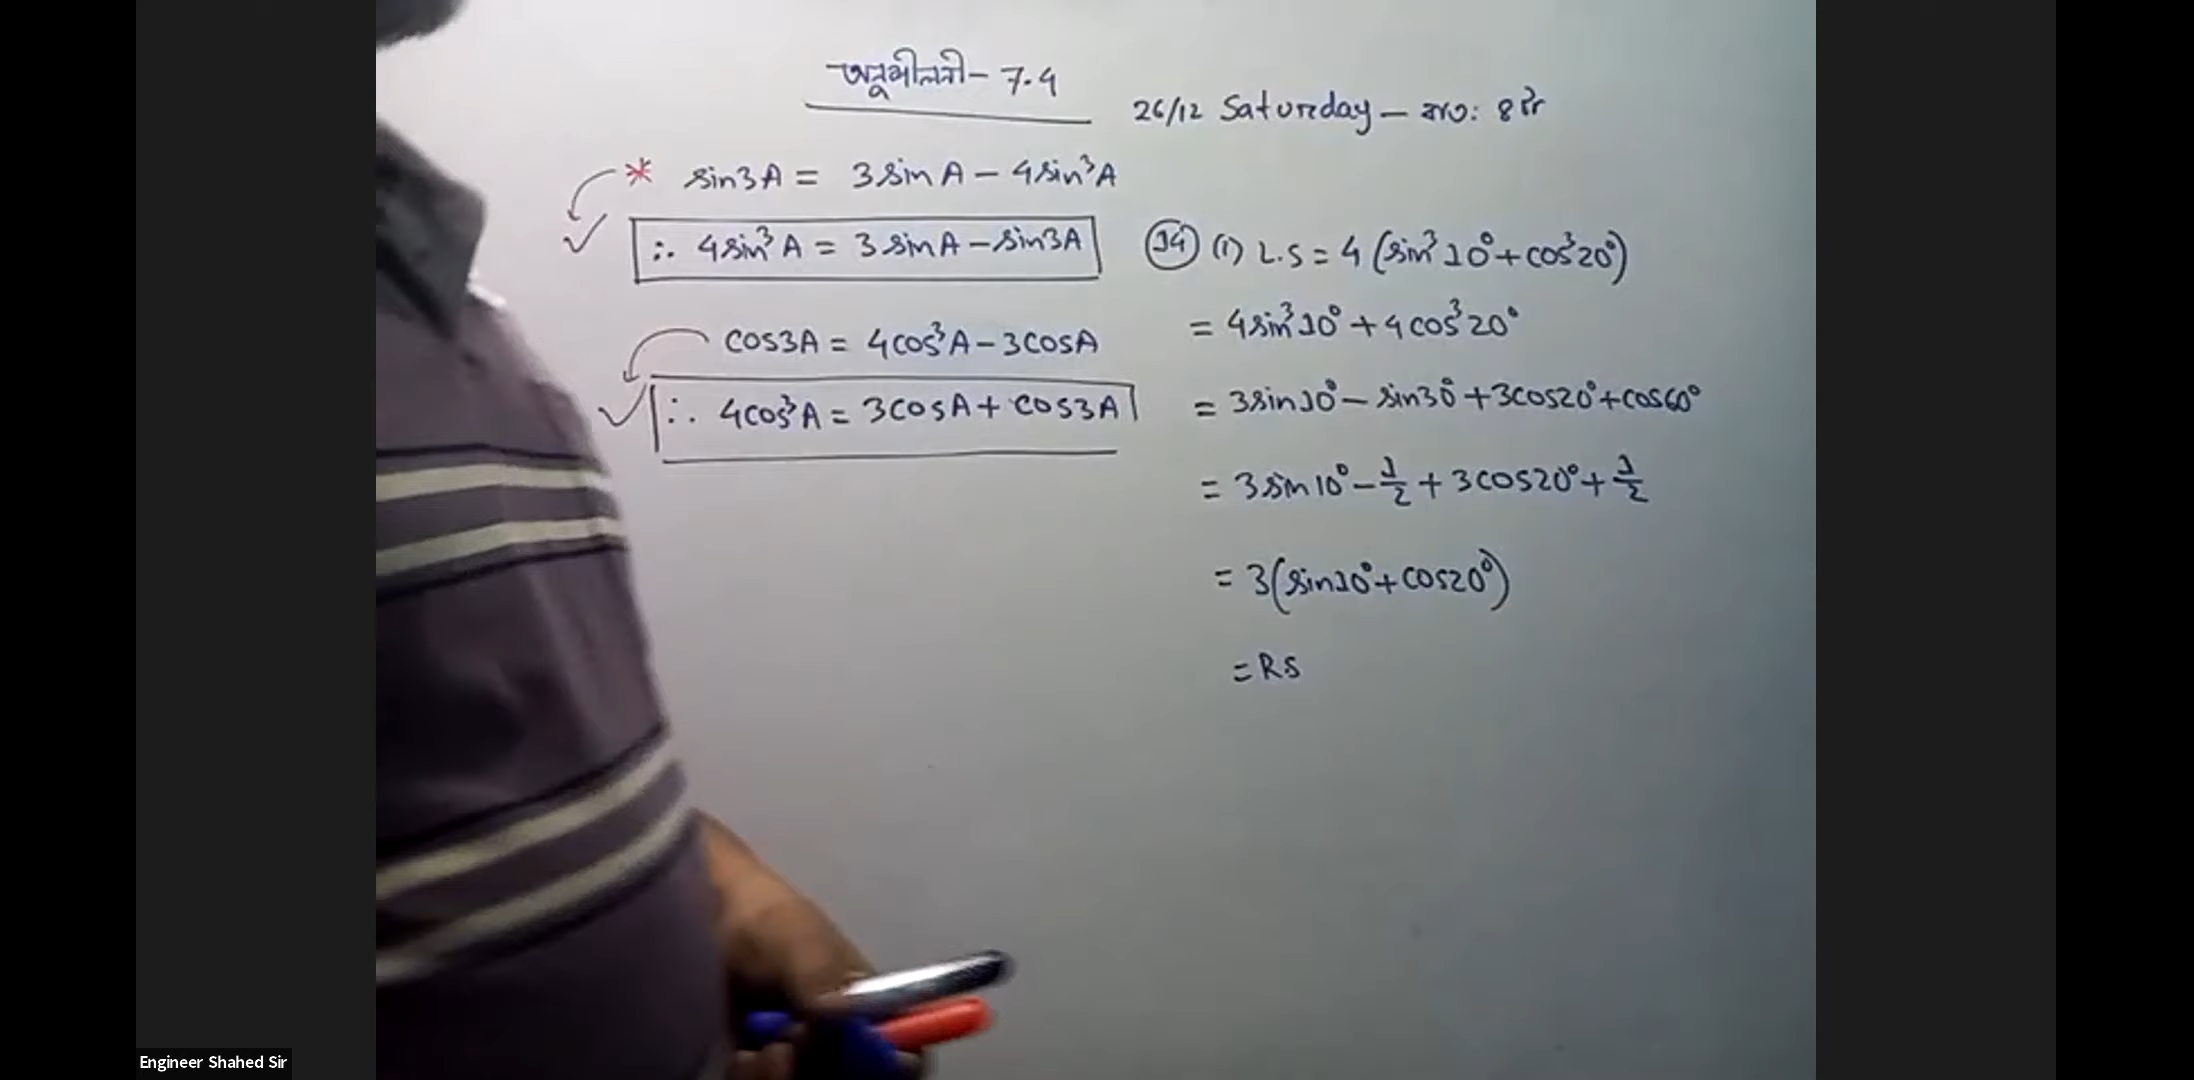 অনুশীলনী - 7.4
26/12 Saturday — রাত: 8 টা
* sin3A = 3sinA - 4sin³A
∴ 4sin³A = 3sinA - sin3A
cos3A = 4cos³A - 3cosA
∴ 4cos³A = 3cosA + cos3A
14 (i) L.S = 4 (sin³10° + cos³20°)
= 4sin³10° + 4cos³20°
= 3sin10° - sin30° + 3cos20° + cos60°
= 3sin10° - 1/2 + 3cos20° + 1/2
= 3(sin10° + cos20°)
= R.S
Engineer Shahed Sir